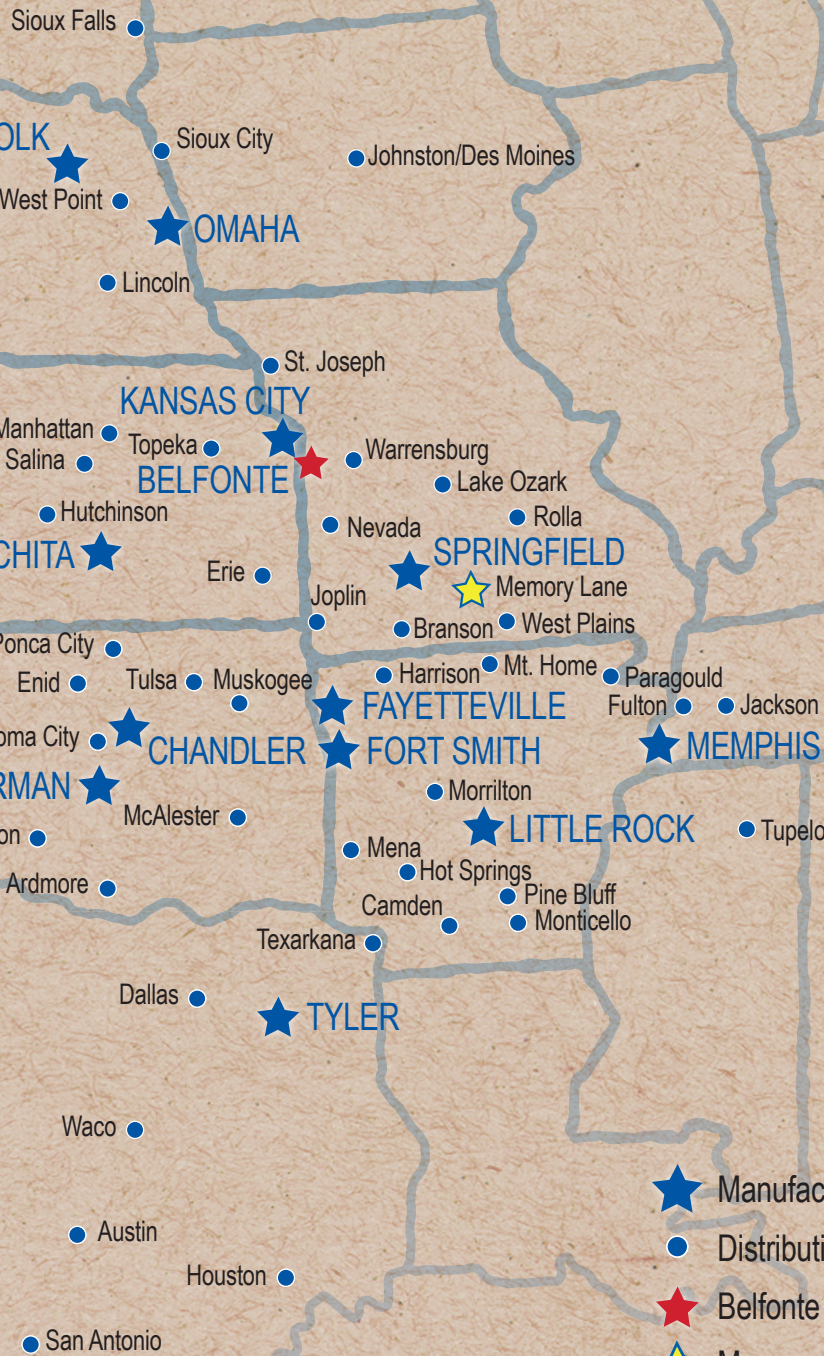 Sioux Falls
OLK
Sioux City
Johnston/Des Moines
West Point
OMAHA
Lincoln
St. Joseph
KANSAS CITY
Manhattan
Topeka
Warrensburg
Salina
BELFONTE
Lake Ozark
Hutchinson
Rolla
Nevada
CHITA
SPRINGFIELD
Erie
Memory Lane
Joplin
Branson
West Plains
Ponca City
Mt. Home
Harrison
Paragould
Enid
Tulsa
Muskogee
FAYETTEVILLE
Fulton
Jackson
oma City
CHANDLER
FORT SMITH
MEMPHIS
RMAN
Morrilton
McAlester
LITTLE ROCK
Tupelo
on
Mena
Hot Springs
Ardmore
Pine Bluff
Camden
Monticello
Texarkana
Dallas
TYLER
Waco
Manufac
Austin
Distributi
Houston
Belfonte
San Antonio